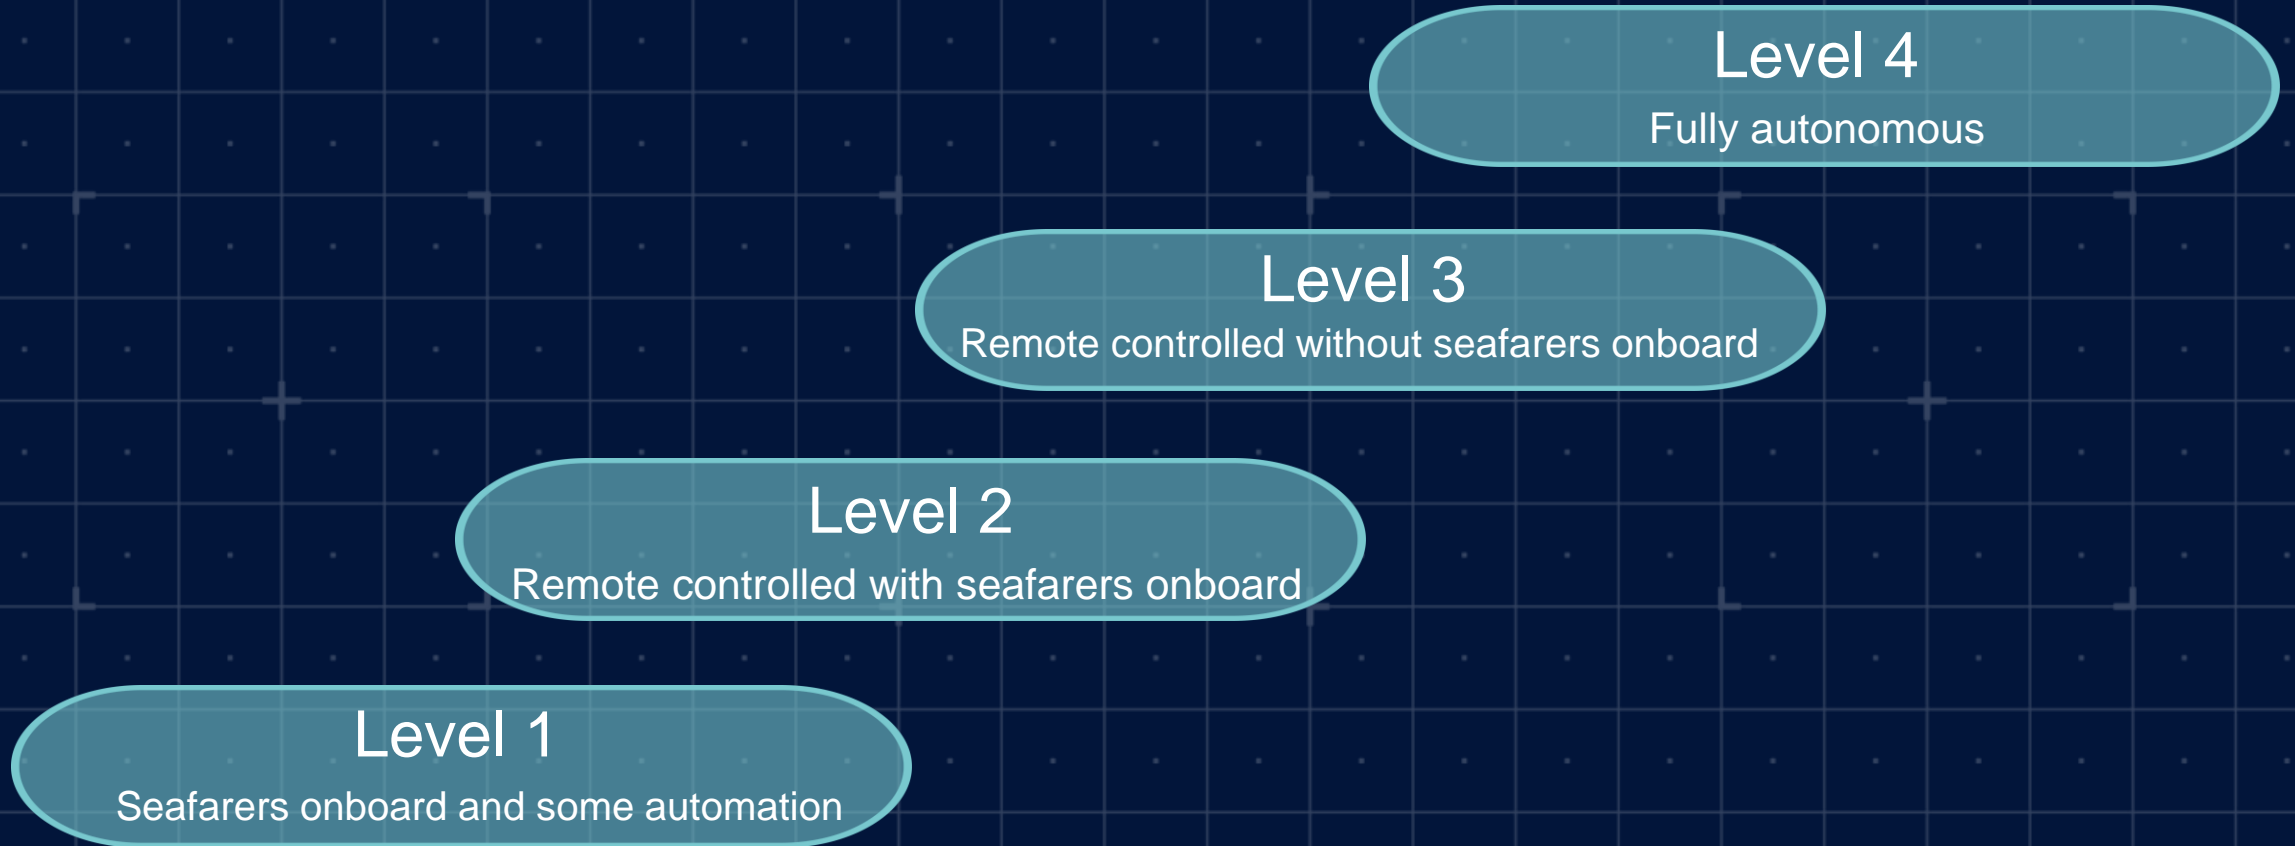 Level 4
Fully autonomous
Level 3
Remote controlled without seafarers onboard
Level 2
Remote controlled with seafarers onboard
Level 1
Seafarers onboard and some automation